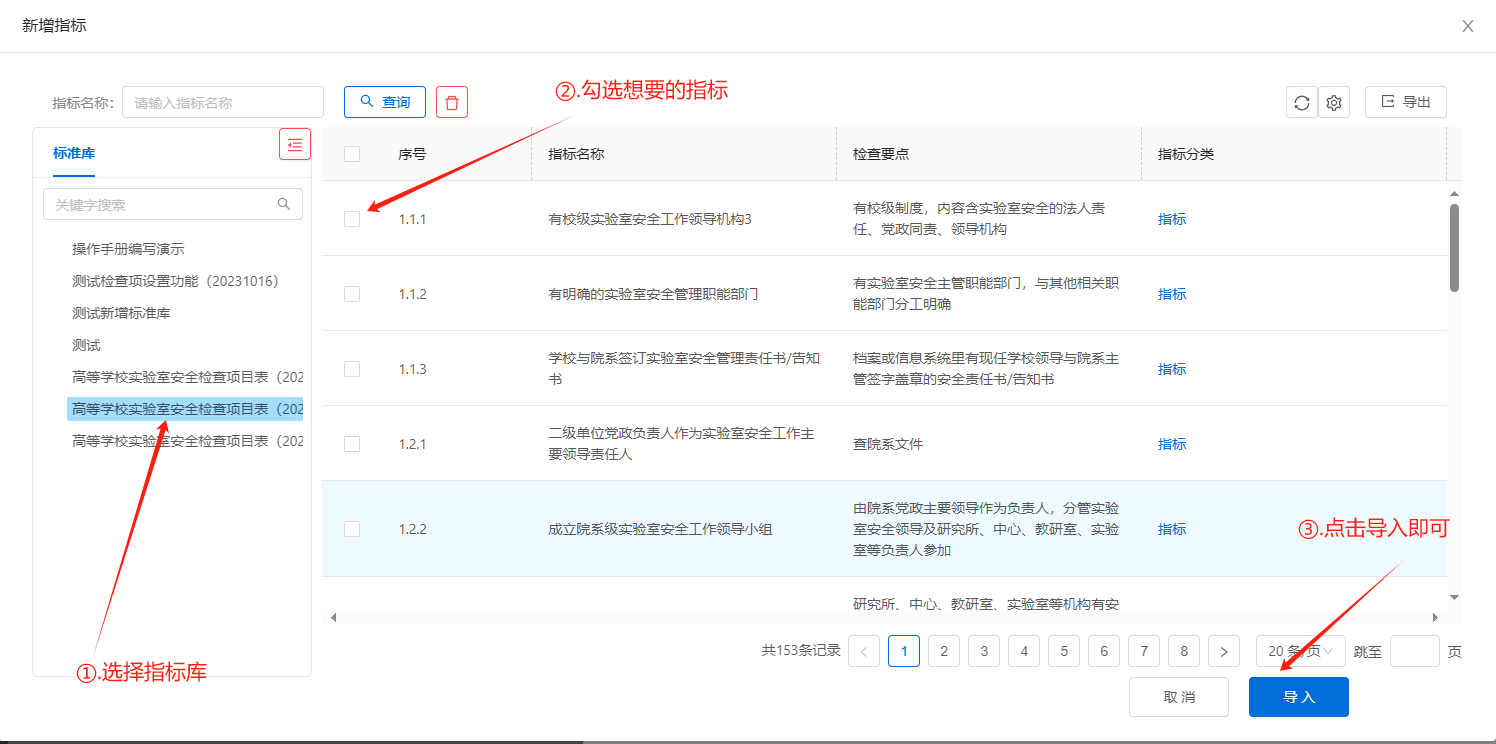 新增指标
②.勾选想要的指标
指标名称:
请输入指标名称
查询
导出
标准库
关键字搜索
操作手册编写演示
测试检查项设置功能（20231016）
测试新增标准库
测试
高等学校实验室安全检查项目表（202
高等学校实验室安全检查项目表（202
高等学校实验室安全检查项目表（202
①.选择指标库
序号 指标名称 检查要点 指标分类
1.1.1 有校级实验室安全工作领导机构3
有校级制度，内容含实验室安全的法人责
任、党政同责、领导机构
指标
1.1.2 有明确的实验室安全管理职能部门
有实验室安全主管职能部门，与其他相关职
能部门分工明确
指标
1.1.3
学校与院系签订实验室安全管理责任书/告知
书
档案或信息系统里有现任学校领导与院系主
管签字盖章的安全责任书/告知书
指标
1.2.1
二级单位党政负责人作为实验室安全工作主
要领导责任人
查院系文件
指标
1.2.2 成立院系级实验室安全工作领导小组
由院系党政主要领导作为负责人，分管实验
室安全领导及研究所、中心、教研室、实验
室等负责人参加
指标
③.点击导入即可
研究所、中心、教研室、实验室等机构有安
共153条记录 < 1 2 3 4 5 6 7 8 > 20 条/页 跳至 页
取 消 导 入